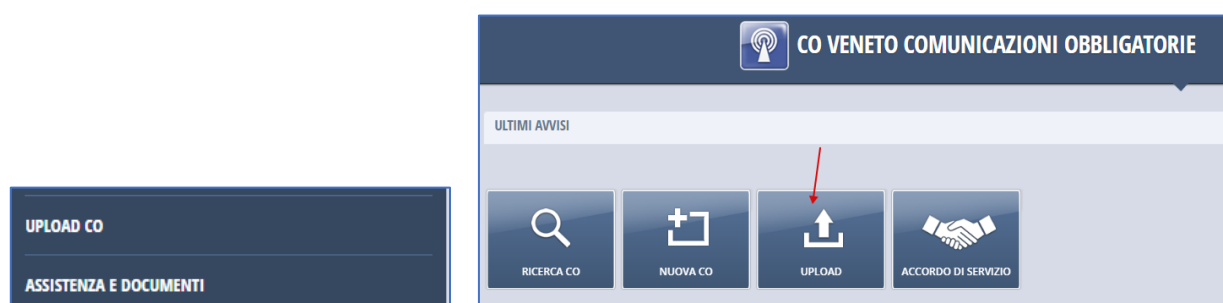 UPLOAD CO
ASSISTENZA E DOCUMENTI
CO VENETO COMUNICAZIONI OBBLIGATORIE
ULTIMI AVVISI
RICERCA CO
NUOVA CO
UPLOAD
ACCORDO DI SERVIZIO